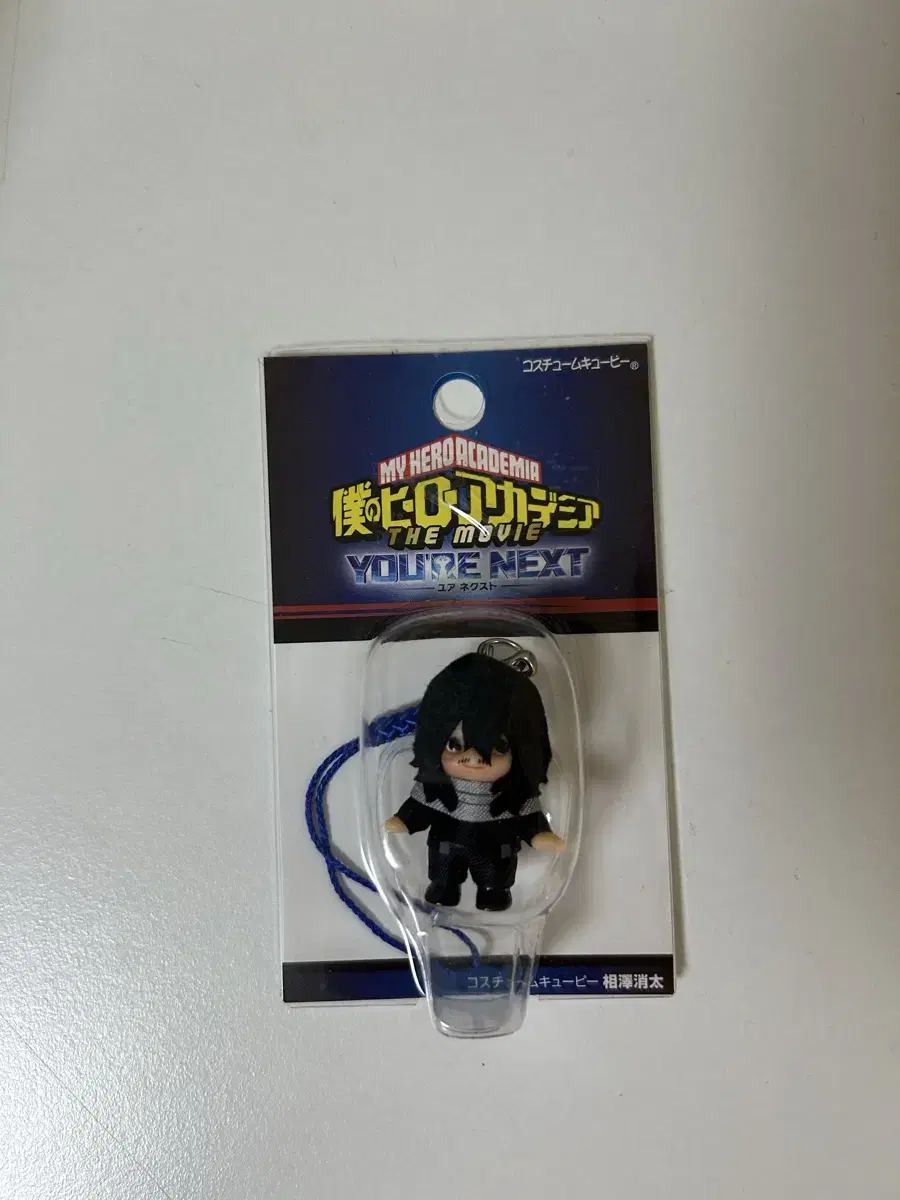 コスチュームキューピー®
MY HERO ACADEMIA
僕のヒーローアカデミア
THE MOVIE
YOU'RE NEXT
ユア ネクスト
コスチュームキューピー 相澤消太